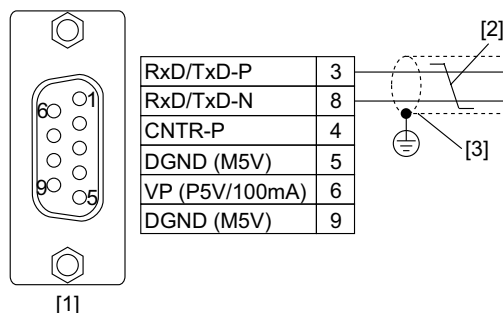 [2]
RxD/TxD-P 3
RxD/TxD-N 8
CNTR-P 4
DGND (M5V) 5
VP (P5V/100mA) 6
DGND (M5V) 9
[3]
6 1
9 5
[1]